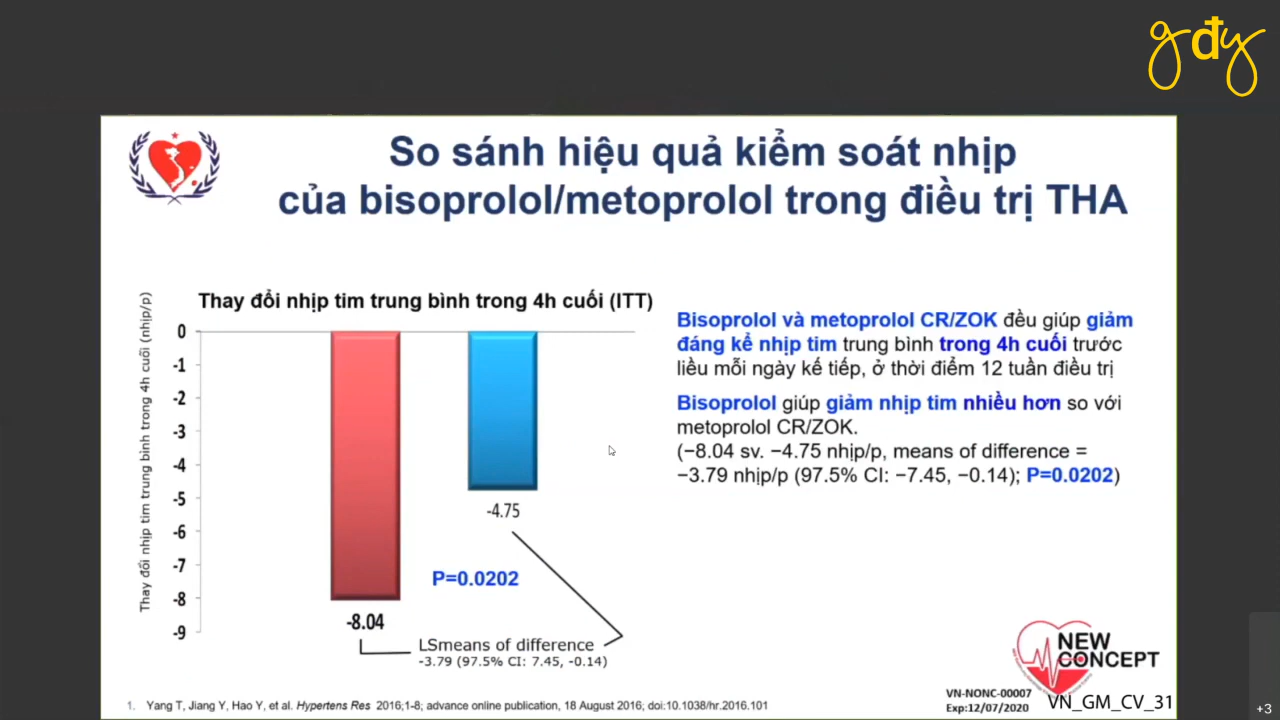 gđy
So sánh hiệu quả kiểm soát nhịp
của bisoprolol/metoprolol trong điều trị THA
Thay đổi nhịp tim trung bình trong 4h cuối (ITT)
Thay đổi nhịp tim trung bình trong 4h cuối (nhịp/p)
0
-1
-2
-3
-4
-5
-6
-7
-8
-9
-4.75
P=0.0202
-8.04
LSmeans of difference
-3.79 (97.5% CI: 7.45, -0.14)
Bisoprolol và metoprolol CR/ZOK đều giúp giảm
đáng kể nhịp tim trung bình trong 4h cuối trước
liều mỗi ngày kế tiếp, ở thời điểm 12 tuần điều trị
Bisoprolol giúp giảm nhịp tim nhiều hơn so với
metoprolol CR/ZOK.
(−8.04 sv. −4.75 nhịp/p, means of difference =
−3.79 nhịp/p (97.5% CI: −7.45, −0.14); P=0.0202)
NEW
CONCEPT
1. Yang T, Jiang Y, Hao Y, et al. Hypertens Res 2016;1-8; advance online publication, 18 August 2016; doi:10.1038/hr.2016.101
VN-NONC-00007
Exp:12/07/2020
VN_GM_CV_31
+3